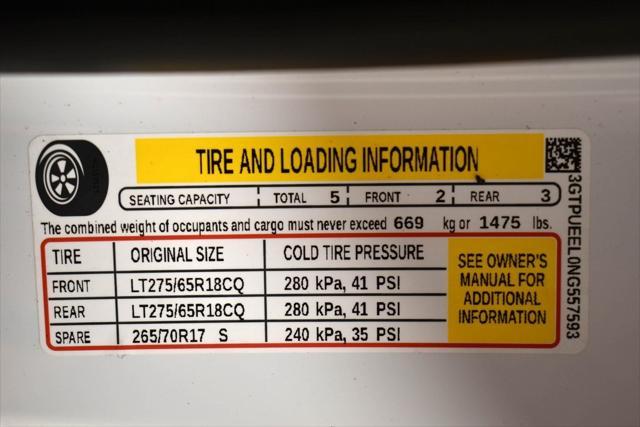 TIRE AND LOADING INFORMATION
SEATING CAPACITY TOTAL 5 FRONT 2 REAR 3
The combined weight of occupants and cargo must never exceed 669 kg or 1475 lbs.
TIRE ORIGINAL SIZE COLD TIRE PRESSURE
FRONT LT275/65R18CQ 280 kPa, 41 PSI
REAR LT275/65R18CQ 280 kPa, 41 PSI
SPARE 265/70R17 S 240 kPa, 35 PSI
SEE OWNER'S
MANUAL FOR
ADDITIONAL
INFORMATION
3GTPUEEL0NG557593